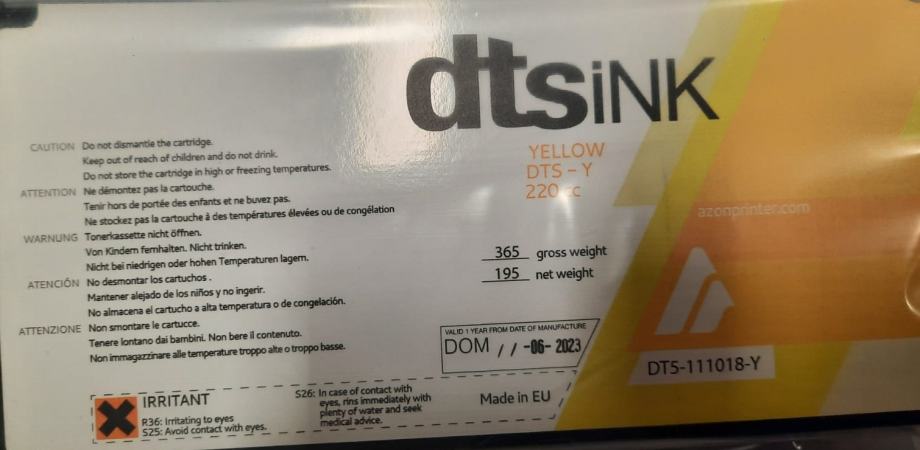 dtsiNK
YELLOW
DTS - Y
220 cc
azonprinter.com
CAUTION Do not dismantle the cartridge.
Keep out of reach of children and do not drink.
Do not store the cartridge in high or freezing temperatures.
ATTENTION Ne démontez pas la cartouche.
Tenir hors de portée des enfants et ne buvez pas.
Ne stockez pas la cartouche à des températures élevées ou de congélation
WARNUNG Tonerkassette nicht öffnen.
Von Kindern fernhalten. Nicht trinken.
Nicht bei niedrigen oder hohen Temperaturen lagern.
ATENCIÓN No desmontar los cartuchos .
Mantener alejado de los niños y no ingerir.
No almacena el cartucho a alta temperatura o de congelación.
ATTENZIONE Non smontare le cartucce.
Tenere lontano dai bambini. Non bere il contenuto.
Non immagazzinare alle temperature troppo alte o troppo basse.
365 gross weight
195 net weight
VALID 1 YEAR FROM DATE OF MANUFACTURE
DOM / / -06- 2023
DT5-111018-Y
IRRITANT
R36: Irritating to eyes
S25: Avoid contact with eyes.
S26: In case of contact with
eyes, rins immediately with
plenty of water and seek
medical advice.
Made in EU